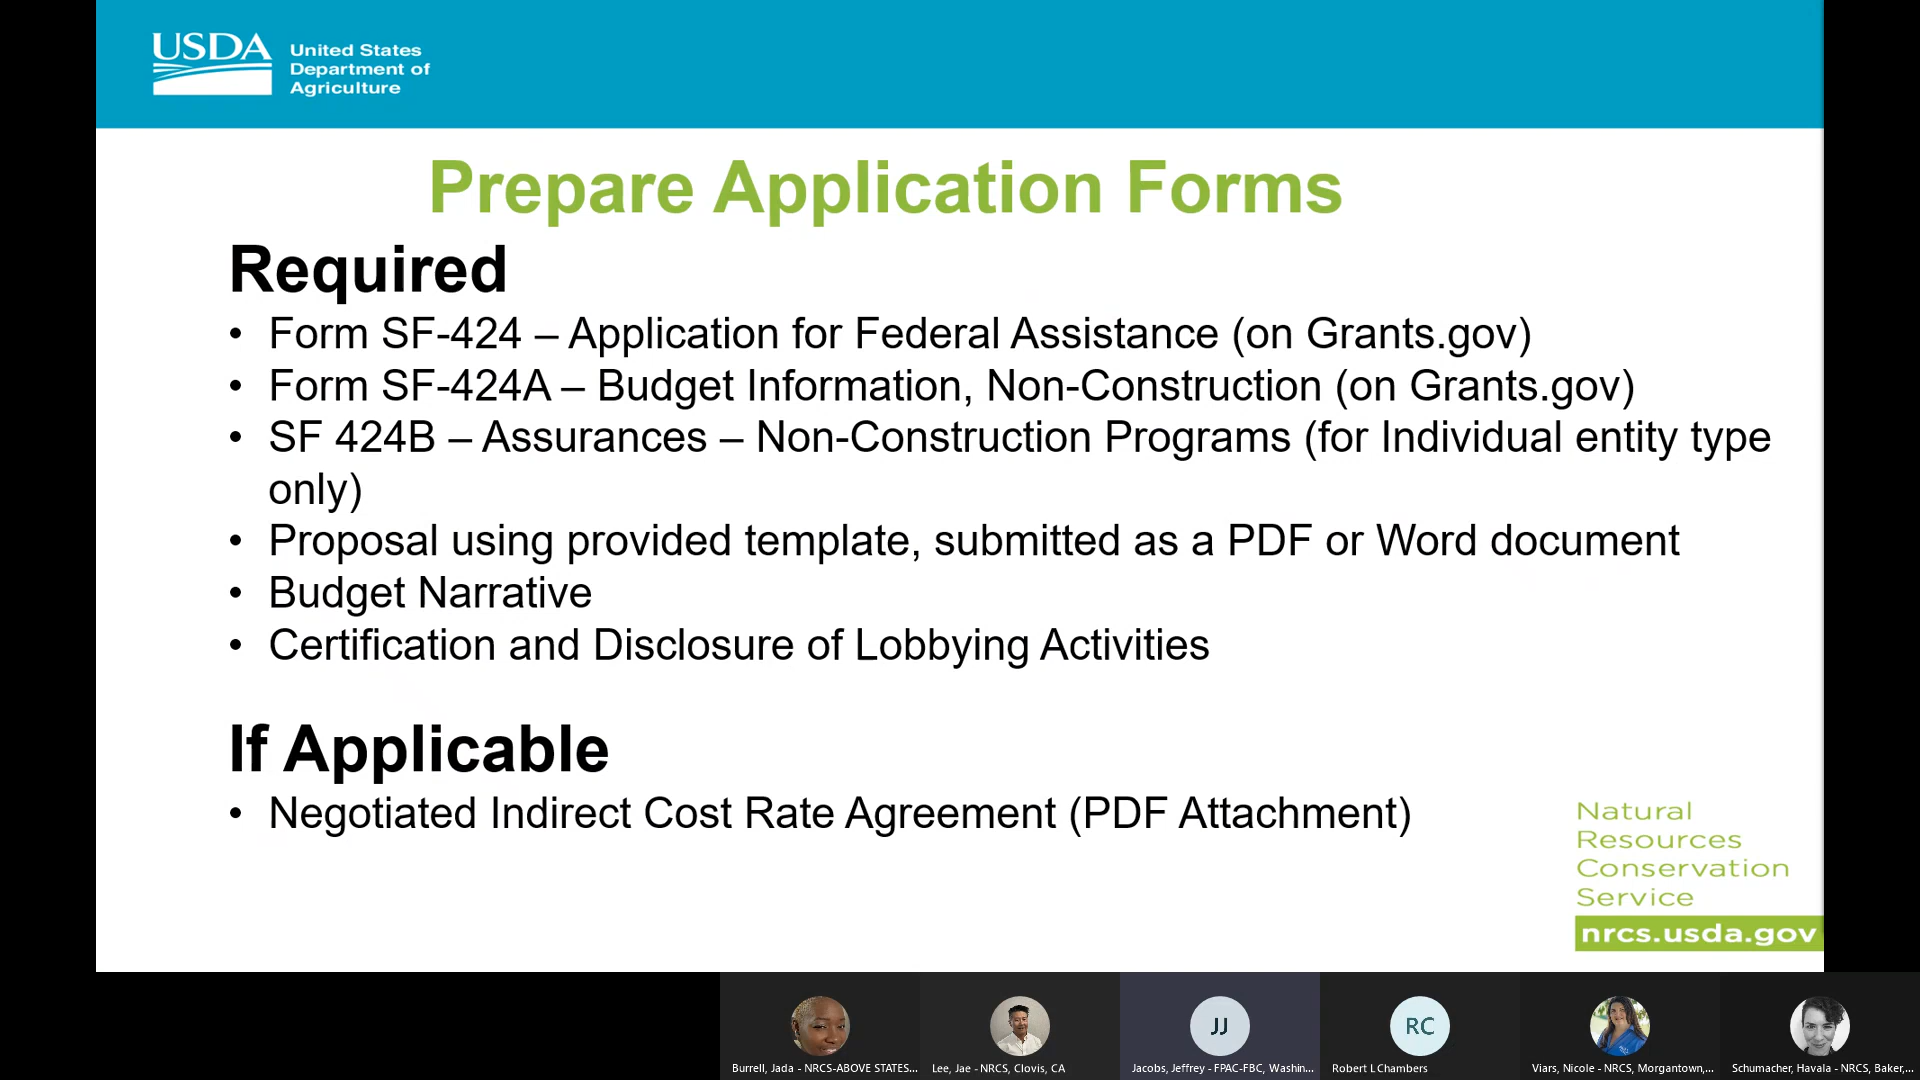 USDA
United States
Department of
Agriculture
Prepare Application Forms
Required
• Form SF-424 – Application for Federal Assistance (on Grants.gov)
• Form SF-424A – Budget Information, Non-Construction (on Grants.gov)
• SF 424B – Assurances – Non-Construction Programs (for Individual entity type
only)
• Proposal using provided template, submitted as a PDF or Word document
• Budget Narrative
• Certification and Disclosure of Lobbying Activities
If Applicable
• Negotiated Indirect Cost Rate Agreement (PDF Attachment)
Natural
Resources
Conservation
Service
nrcs.usda.gov
JJ
RC
Burrell, Jada - NRCS-ABOVE STATES...
Lee, Jae - NRCS, Clovis, CA
Jacobs, Jeffrey - FPAC-FBC, Washin...
Robert L Chambers
Viars, Nicole - NRCS, Morgantown,...
Schumacher, Havala - NRCS, Baker,...